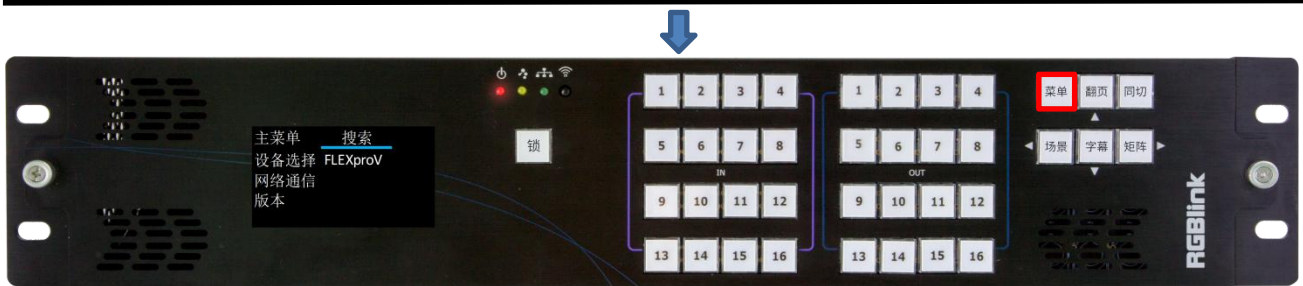 主菜单 搜索
设备选择 FLEXproV
网络通信
版本
锁
1 2 3 4
5 6 7 8
IN
9 10 11 12
13 14 15 16
1 2 3 4
5 6 7 8
OUT
9 10 11 12
13 14 15 16
菜单 翻页 同切
场景 字幕 矩阵
RGBlink